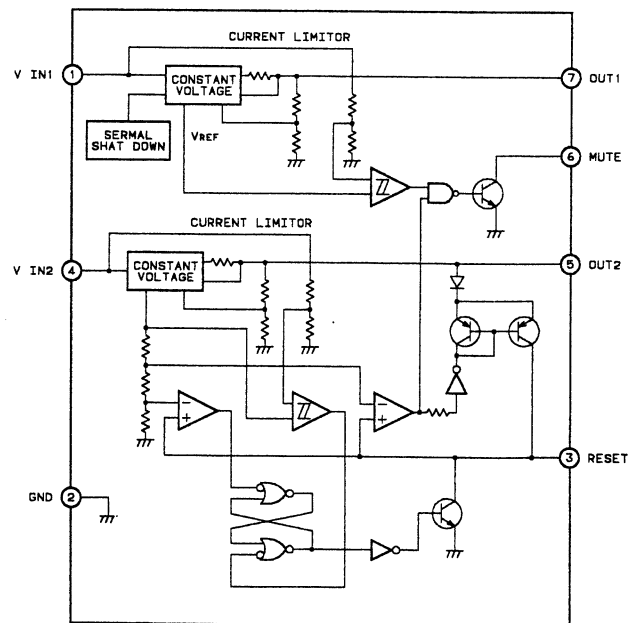 CURRENT LIMITOR
V IN1 1
CONSTANT
VOLTAGE
7 OUT1
SERMAL
SHAT DOWN
VREF
6 MUTE
CURRENT LIMITOR
V IN2 4
CONSTANT
VOLTAGE
5 OUT2
-
+
-
+
3 RESET
GND 2